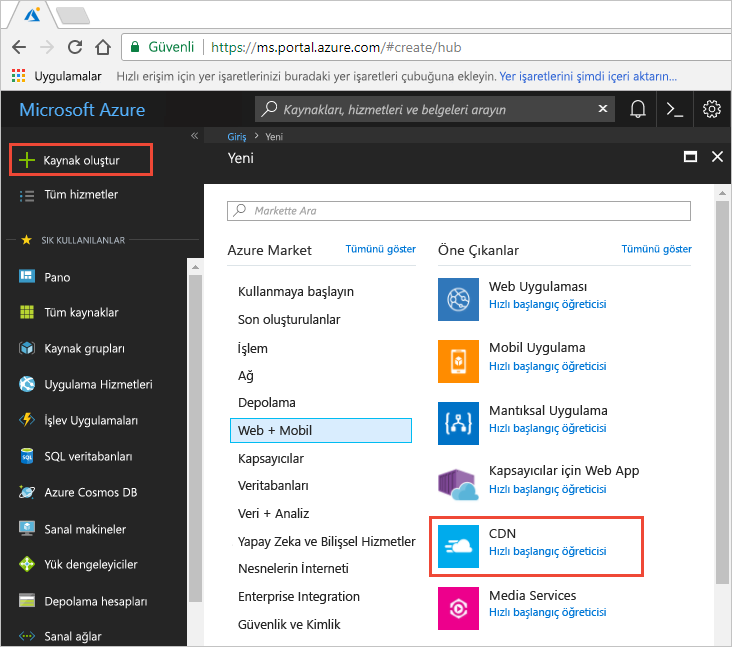 Güvenli https://ms.portal.azure.com/#create/hub
Uygulamalar Hızlı erişim için yer işaretlerinizi buradaki yer işaretleri çubuğuna ekleyin. Yer işaretlerini şimdi içeri aktarın...
Microsoft Azure
Kaynakları, hizmetleri ve belgeleri arayın
Kaynak oluştur
Tüm hizmetler
SIK KULLANILANLAR
Pano
Tüm kaynaklar
Kaynak grupları
Uygulama Hizmetleri
İşlev Uygulamaları
SQL veritabanları
Azure Cosmos DB
Sanal makineler
Yük dengeleyiciler
Depolama hesapları
Sanal ağlar
Giriş > Yeni
Yeni
Markette Ara
Azure Market Tümünü göster
Kullanmaya başlayın
Son oluşturulanlar
İşlem
Ağ
Depolama
Web + Mobil
Kapsayıcılar
Veritabanları
Veri + Analiz
Yapay Zeka ve Bilişsel Hizmetler
Nesnelerin İnterneti
Enterprise Integration
Güvenlik ve Kimlik
Öne Çıkanlar Tümünü göster
Web Uygulaması
Hızlı başlangıç öğreticisi
Mobil Uygulama
Hızlı başlangıç öğreticisi
Mantıksal Uygulama
Hızlı başlangıç öğreticisi
Kapsayıcılar için Web App
Hızlı başlangıç öğreticisi
CDN
Hızlı başlangıç öğreticisi
Media Services
Hızlı başlangıç öğreticisi